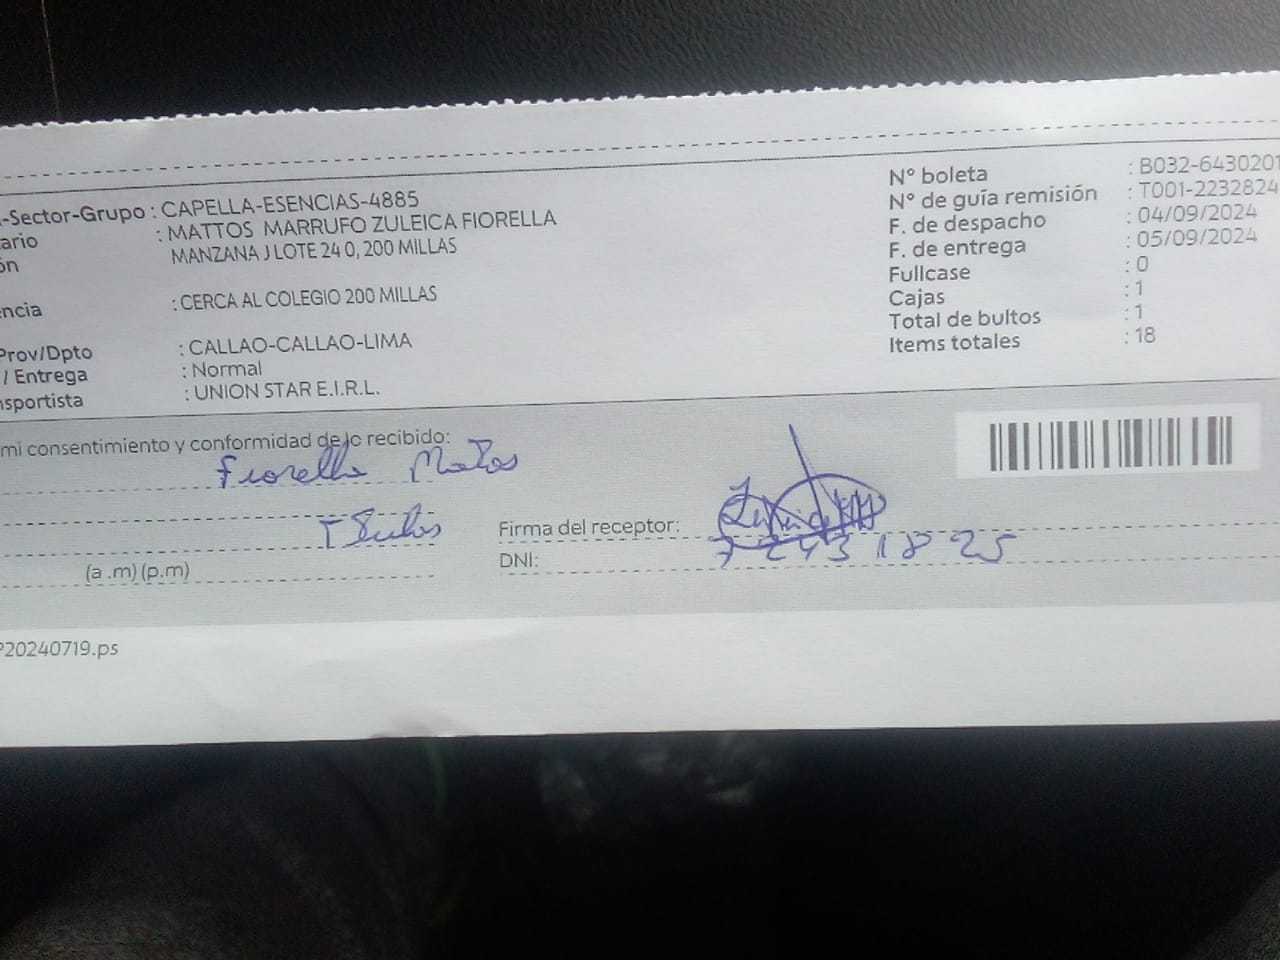 -Sector-Grupo : CAPELLA-ESENCIAS-4885
ario : MATTOS MARRUFO ZULEICA FIORELLA
ón MANZANA J LOTE 24 0, 200 MILLAS
encia : CERCA AL COLEGIO 200 MILLAS
Prov/Dpto : CALLAO-CALLAO-LIMA
/ Entrega : Normal
nsportista : UNION STAR E.I.R.L.
N° boleta : B032-6430201
N° de guía remisión : T001-2232824
F. de despacho : 04/09/2024
F. de entrega : 05/09/2024
Fullcase : 0
Cajas : 1
Total de bultos : 1
Items totales : 18
mi consentimiento y conformidad de lo recibido:
Fiorella Matos
Firma del receptor:
DNI: 72431825
(a .m) (p.m)
P20240719.ps